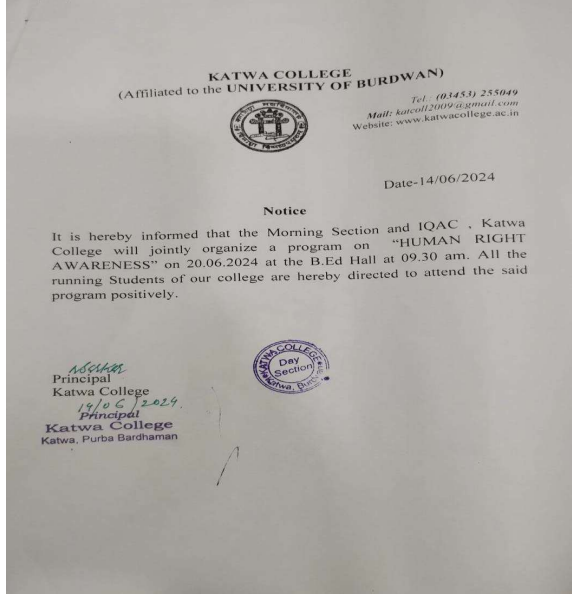 KATWA COLLEGE
(Affiliated to the UNIVERSITY OF BURDWAN)
Tel.: (03453) 255049
Mail: katcoll2009@gmail.com
Website: www.katwacollege.ac.in
Date-14/06/2024
Notice
It is hereby informed that the Morning Section and IQAC , Katwa
College will jointly organize a program on “HUMAN RIGHT
AWARENESS” on 20.06.2024 at the B.Ed Hall at 09.30 am. All the
running Students of our college are hereby directed to attend the said
program positively.
KATWA COLLEGE
Day
Section
Katwa,
Principal
Katwa College
14/06/2024.
Principal
Katwa College
Katwa, Purba Bardhaman